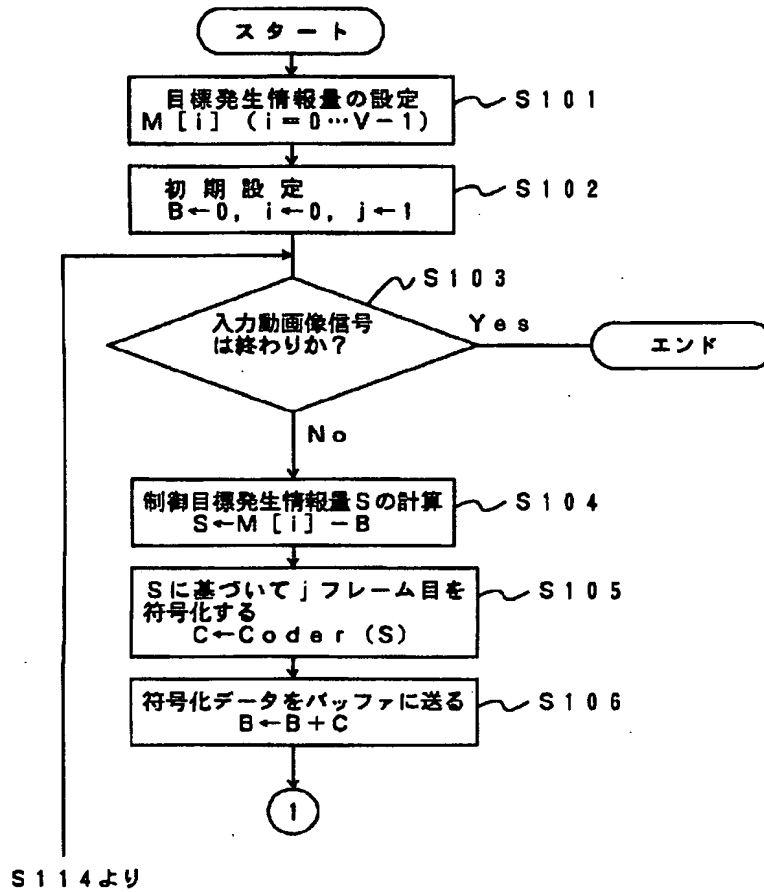 スタート
目標発生情報量の設定
M[i] (i=0…V-1)
S101
初期設定
B←0, i←0, j←1
S102
S103
入力動画像信号
は終わりか?
Yes
エンド
No
制御目標発生情報量Sの計算
S←M[i]-B
S104
Sに基づいてjフレーム目を
符号化する
C←Coder(S)
S105
符号化データをバッファに送る
B←B+C
S106
1
S114より